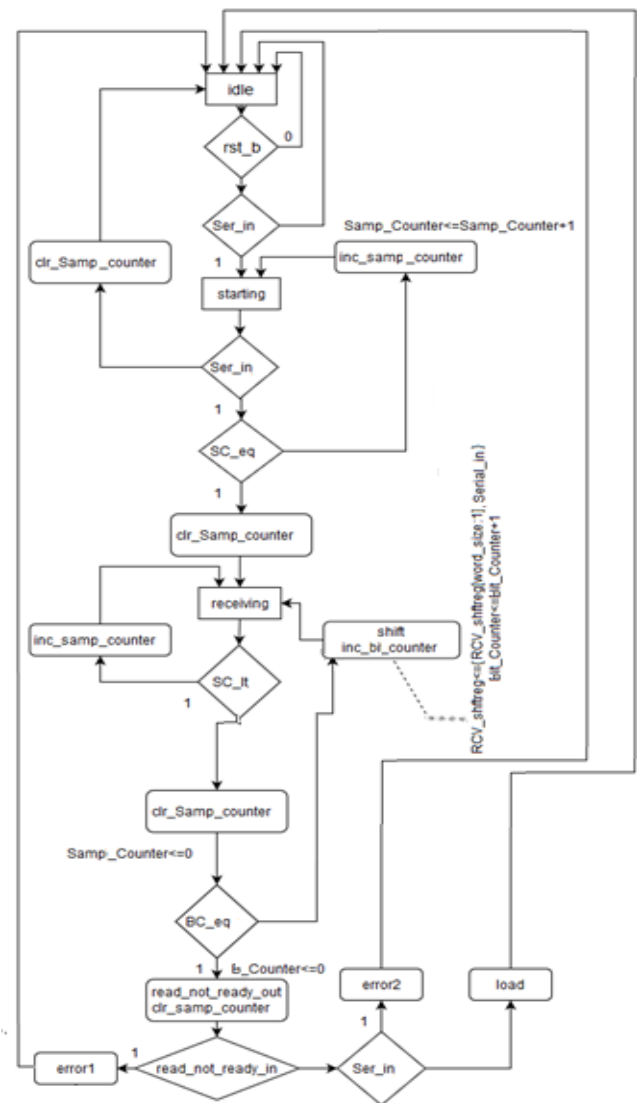 idle
0
rst_b
Ser_in
1
Samp_Counter<=Samp_Counter+1
clr_Samp_counter
inc_samp_counter
starting
Ser_in
1
SC_eq
1
clr_Samp_counter
receiving
inc_samp_counter
shift
inc_bit_counter
SC_lt
1
RCV_shftreg<={RCV_shftreg[word_size:1], Serial_in}
Bit_Counter<=Bit_Counter+1
clr_Samp_counter
Samp_Counter<=0
BC_eq
1
B_Counter<=0
read_not_ready_out
clr_samp_counter
error2
load
1
error1
1
read_not_ready_in
Ser_in